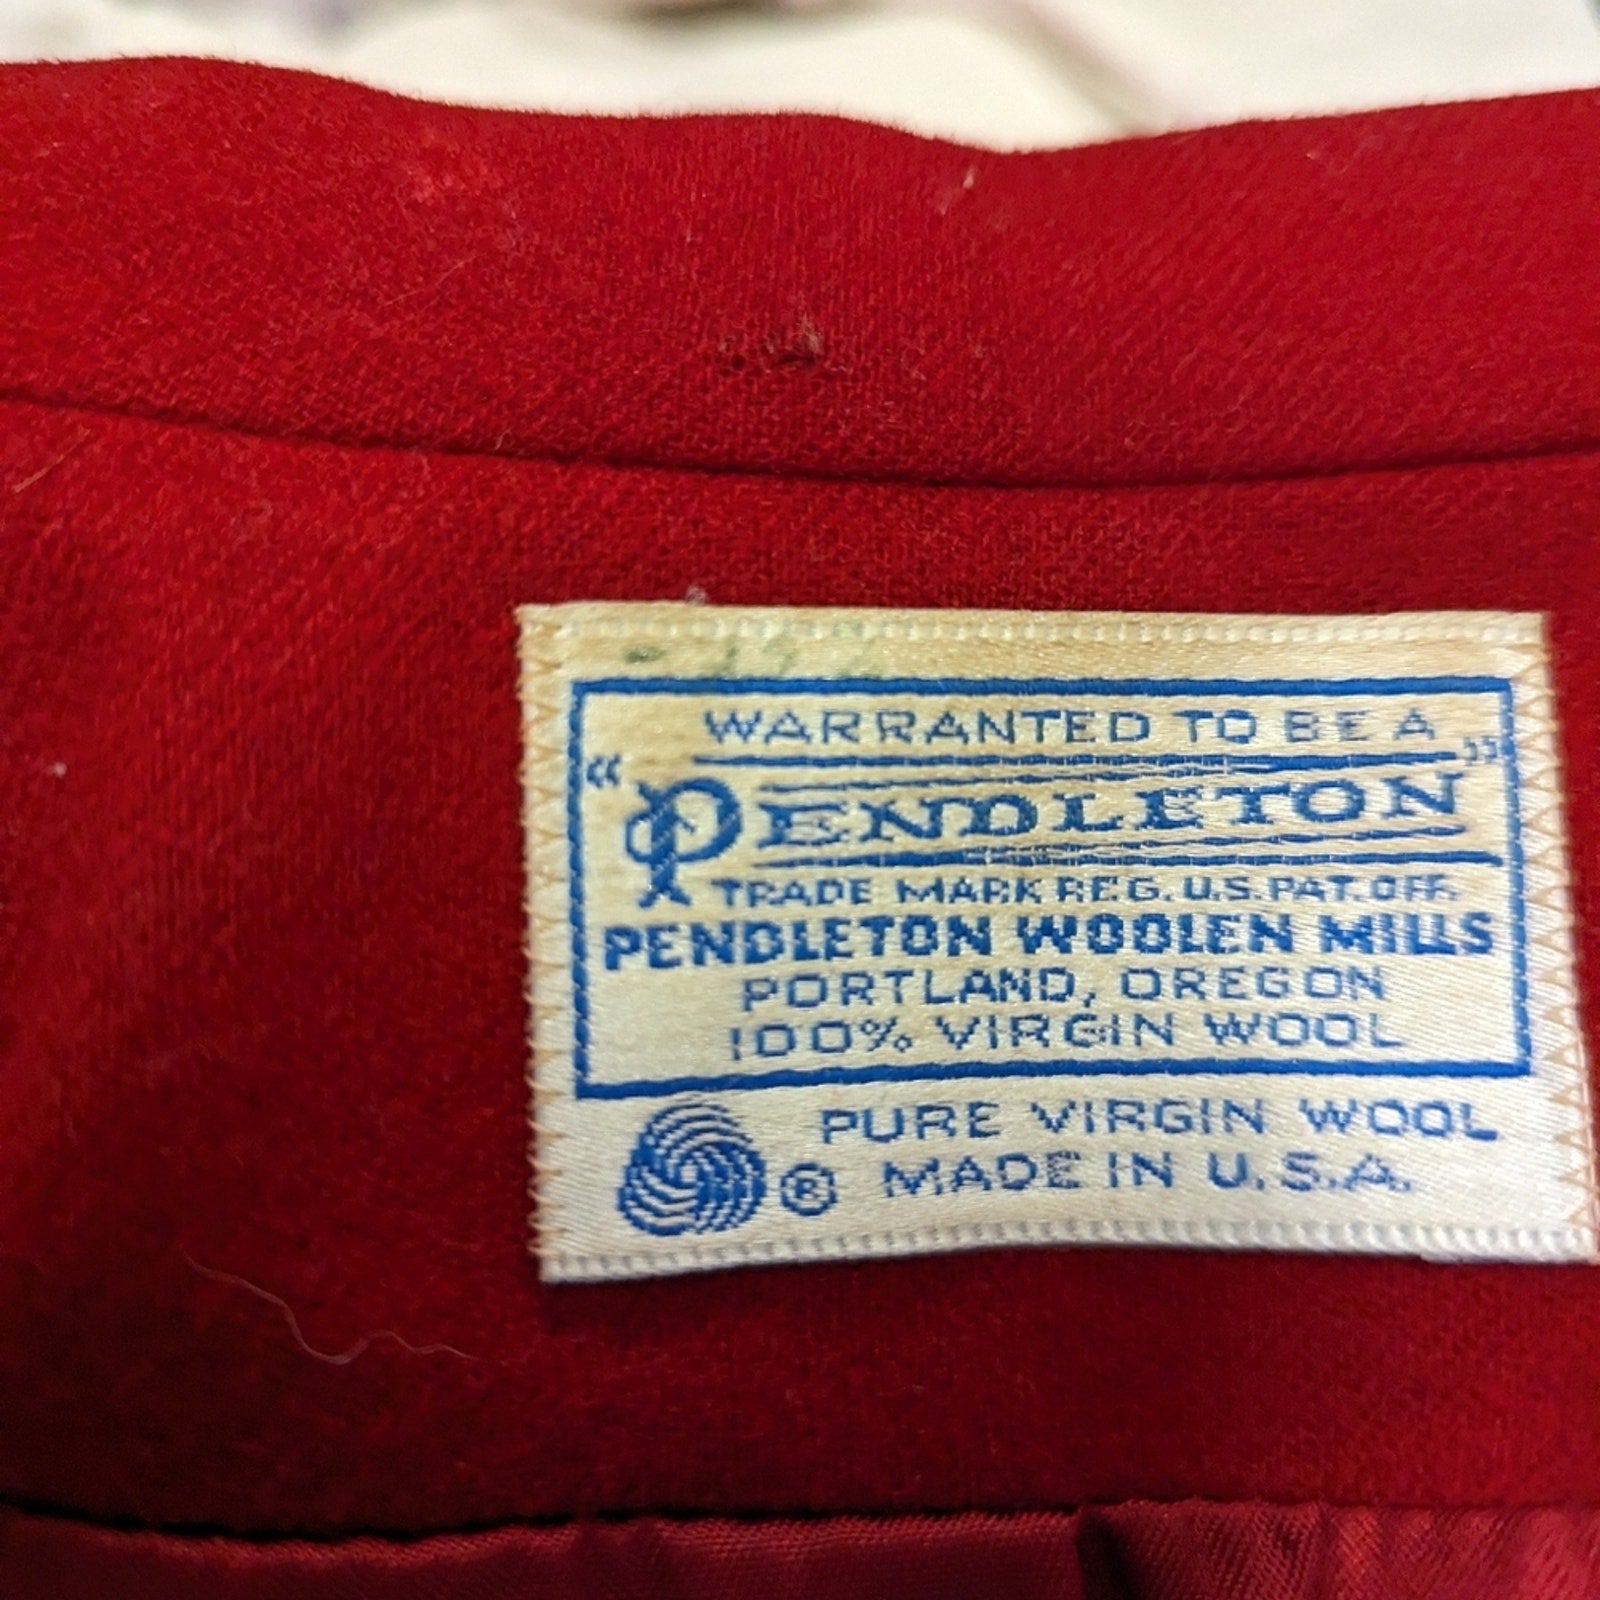 WARRANTED TO BE A
"PENDLETON"
TRADE MARK REG. U.S. PAT. OFF.
PENDLETON WOOLEN MILLS
PORTLAND, OREGON
100% VIRGIN WOOL
PURE VIRGIN WOOL
® MADE IN U.S.A.